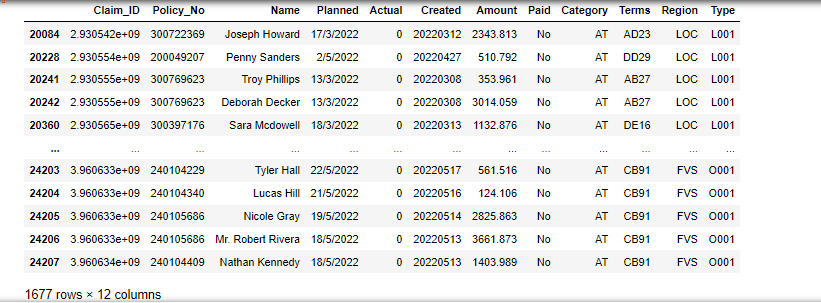 Claim_ID Policy_No Name Planned Actual Created Amount Paid Category Terms Region Type
20084 2.930542e+09 300722369 Joseph Howard 17/3/2022 0 20220312 2343.813 No AT AD23 LOC L001
20228 2.930554e+09 200049207 Penny Sanders 2/5/2022 0 20220427 510.792 No AT DD29 LOC L001
20241 2.930555e+09 300769623 Troy Phillips 13/3/2022 0 20220308 353.961 No AT AB27 LOC L001
20242 2.930555e+09 300769623 Deborah Decker 13/3/2022 0 20220308 3014.059 No AT AB27 LOC L001
20360 2.930565e+09 300397176 Sara Mcdowell 18/3/2022 0 20220313 1132.876 No AT DE16 LOC L001
... ... ... ... ... ... ... ... ... ... ... ... ...
24203 3.960633e+09 240104229 Tyler Hall 22/5/2022 0 20220517 561.516 No AT CB91 FVS O001
24204 3.960633e+09 240104340 Lucas Hill 21/5/2022 0 20220516 124.106 No AT CB91 FVS O001
24205 3.960633e+09 240105686 Nicole Gray 19/5/2022 0 20220514 2825.863 No AT CB91 FVS O001
24206 3.960633e+09 240105686 Mr. Robert Rivera 18/5/2022 0 20220513 3661.873 No AT CB91 FVS O001
24207 3.960634e+09 240104409 Nathan Kennedy 18/5/2022 0 20220513 1403.989 No AT CB91 FVS O001
1677 rows × 12 columns